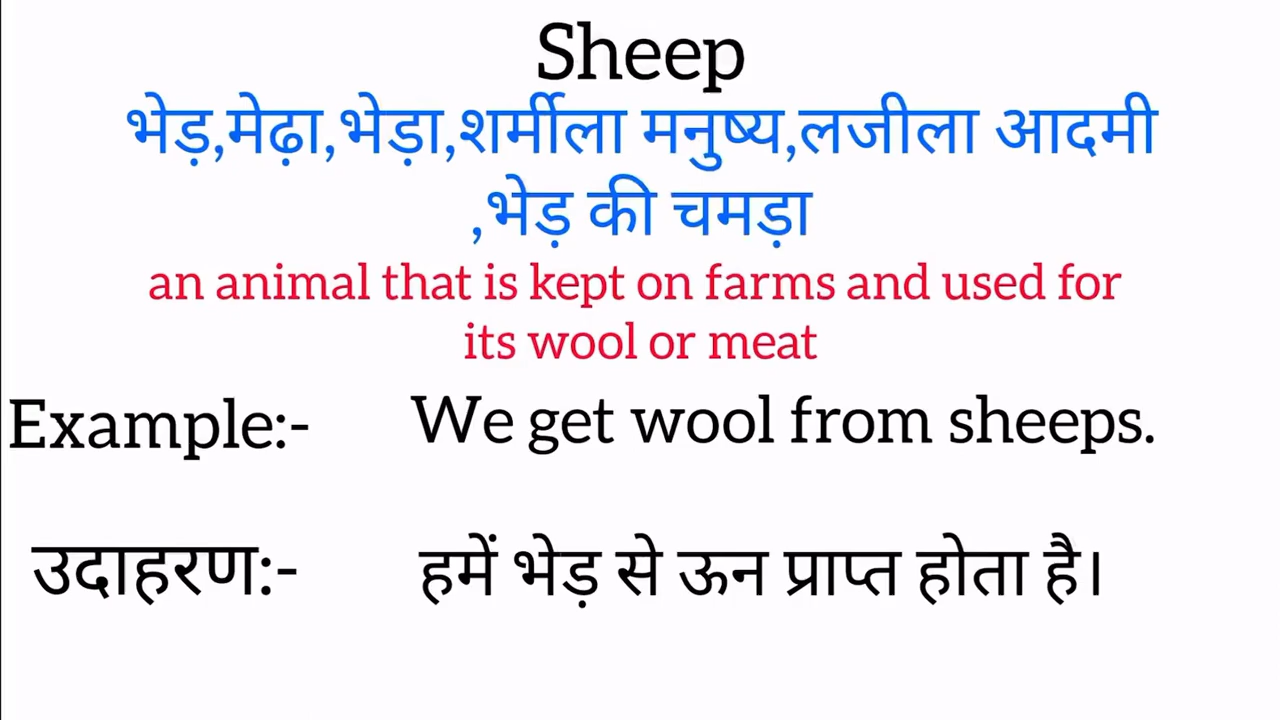 Sheep
भेड़,मेढ़ा,भेड़ा,शर्मीला मनुष्य,लजीला आदमी
,भेड़ की चमड़ा
an animal that is kept on farms and used for
its wool or meat
Example:- We get wool from sheeps.
उदाहरण:- हमें भेड़ से ऊन प्राप्त होता है।